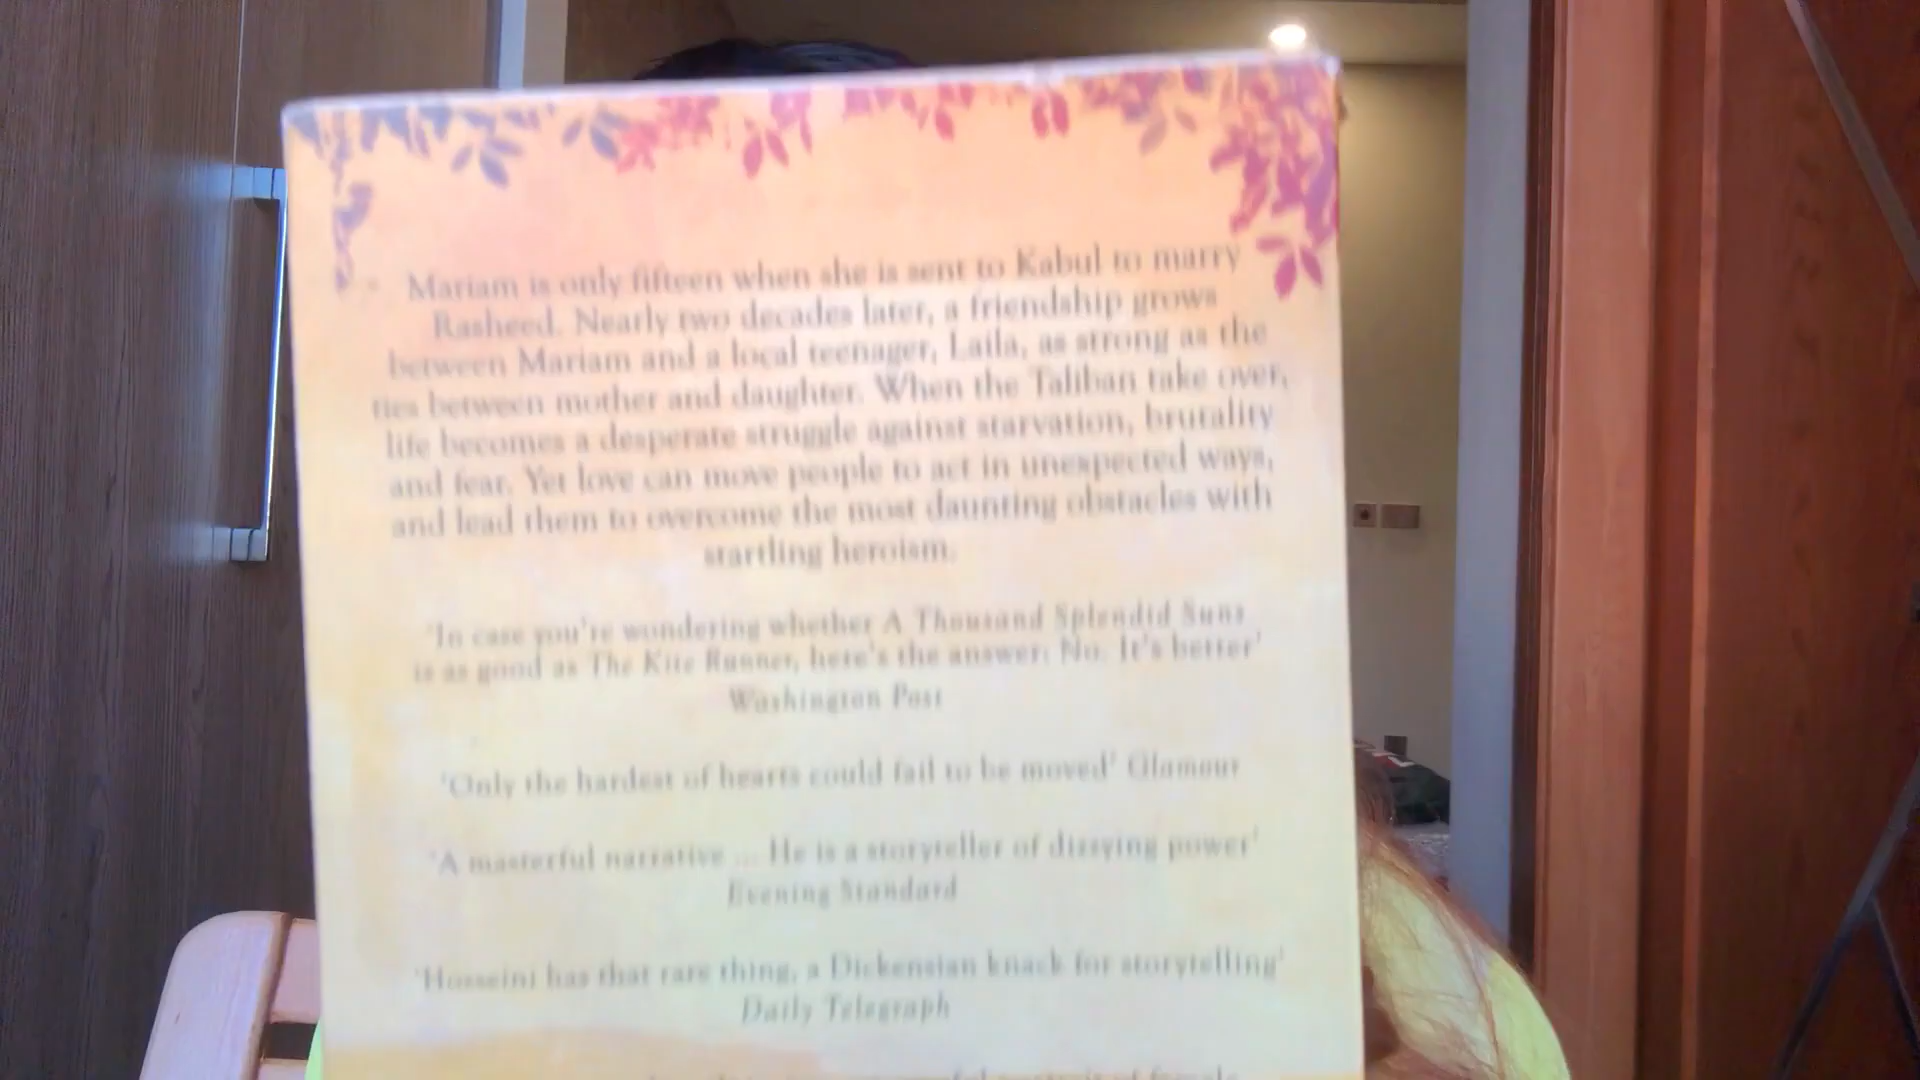 Mariam is only fifteen when she is sent to Kabul to marry
Rasheed. Nearly two decades later, a friendship grows
between Mariam and a local teenager, Laila, as strong as the
ties between mother and daughter. When the Taliban take over,
life becomes a desperate struggle against starvation, brutality
and fear. Yet love can move people to act in unexpected ways,
and lead them to overcome the most daunting obstacles with
startling heroism.
'In case you're wondering whether A Thousand Splendid Suns
is as good as The Kite Runner, here's the answer: No. It's better'
Washington Post
'Only the hardest of hearts could fail to be moved' Glamour
'A masterful narrative ... He is a storyteller of dizzying power'
Evening Standard
'Hosseini has that rare thing, a Dickensian knack for storytelling'
Daily Telegraph
portrait of female